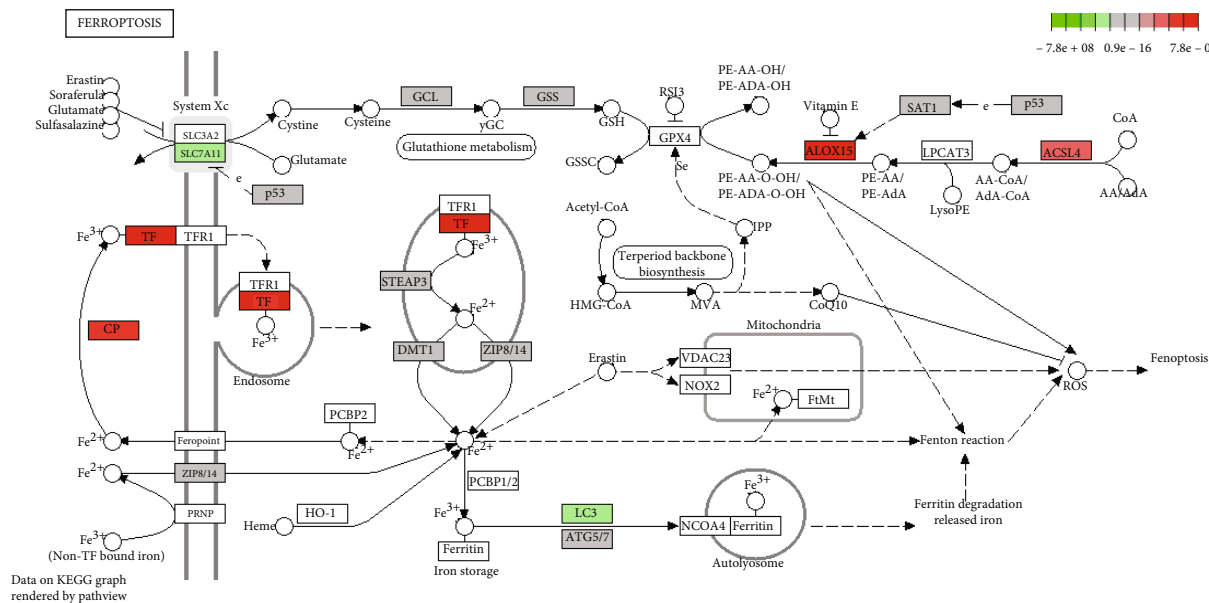 FERROPTOSIS
− 7.8e + 08 0.9e − 16 7.8e − 0
Erastin
Soraferula
Glutamate
Sulfasalazine
System Xc
SLC3A2
SLC7A11
e
p53
Cystine
Glutamate
Cysteine
GCL
yGC
GSS
GSH
Glutathione metabolism
RSI3
GPX4
Se
GSSC
PE-AA-OH/
PE-ADA-OH
PE-AA-O-OH/
PE-ADA-O-OH
Vitamin E
ALOX15
SAT1
e
p53
PE-AA/
PE-AdA
LPCAT3
LysoPE
AA-CoA/
AdA-CoA
ACSL4
CoA
AA/AdA
Fe3+
TF
TFR1
CP
TFR1
TF
Fe3+
Endosome
TFR1
TF
Fe3+
STEAP3
Fe2+
DMT1
ZIP8/14
Acetyl-CoA
Terperiod backbone
biosynthesis
IPP
HMG-CoA
MVA
CoQ10
Mitochondria
Erastin
VDAC23
NOX2
Fe2+
FtMt
ROS
Fenoptosis
Fe2+
Feropoint
PCBP2
Fe2+
Fe2+
Fenton reaction
Fe2+
ZIP8/14
PCBP1/2
PRNP
Heme
HO-1
Fe3+
Ferritin
Iron storage
LC3
ATG5/7
Fe3+
NCOA4
Ferritin
Autolyosome
Ferritin degradation
released iron
Fe3+
(Non-TF bound iron)
Data on KEGG graph
rendered by pathview